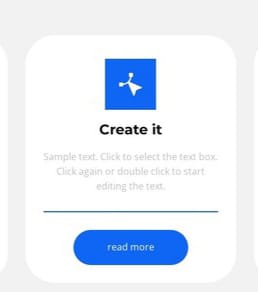 Create it
Sample text. Click to select the text box.
Click again or double click to start
editing the text.
read more